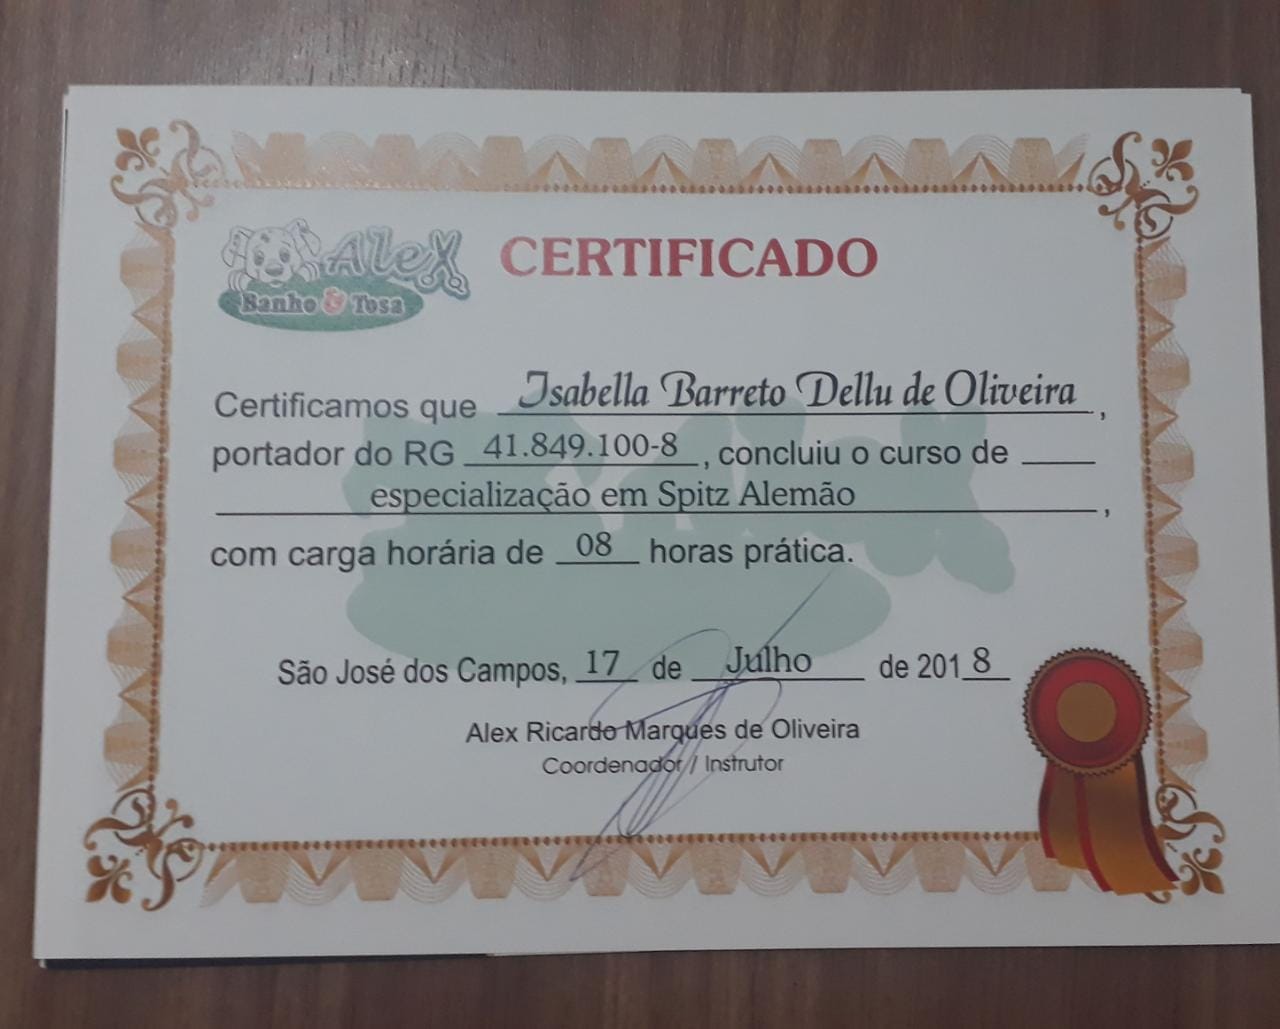 Alex
Banho & Tosa
CERTIFICADO
Certificamos que Isabella Barreto Dellu de Oliveira,
portador do RG 41.849.100-8, concluiu o curso de
especialização em Spitz Alemão,
com carga horária de 08 horas prática.
São José dos Campos, 17 de Julho de 2018
Alex Ricardo Marques de Oliveira
Coordenador / Instrutor